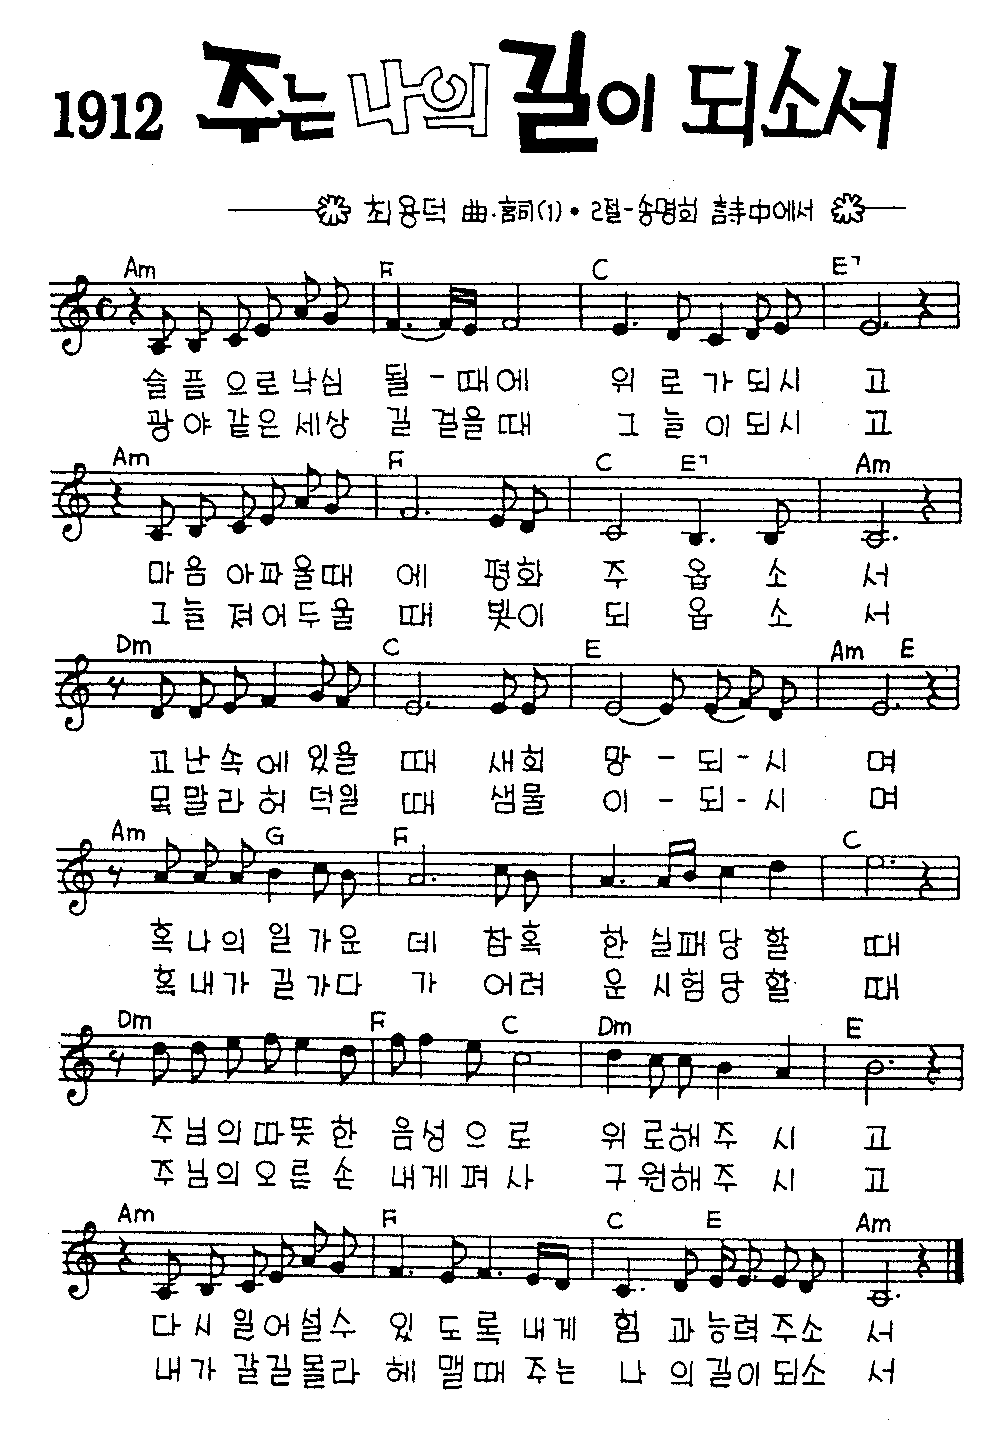 1912 주는 나의 길이 되소서
최용덕 曲·詞(1)·2절-송명희 詩中에서
Am F C E7
슬픔으로낙심 될-때에 위로가되시 고
광야같은세상 길 걸을때 그늘이되시 고
Am F C E7 Am
마음아파울때 에 평화 주옵소 서
그늘져어두울 때 빛이 되옵소 서
Dm C E Am E
고난속에있을 때 새희 망-되-시 며
목말라허덕일 때 샘물 이-되-시 며
Am G F C
혹나의일가운 데 참혹 한실패당할 때
혹내가길가다 가 어려 운시험당할 때
Dm F C Dm E
주님의따뜻한 음성으로 위로해주시 고
주님의오른손 내게펴사 구원해주시 고
Am F C E Am
다시일어설수 있도록내게 힘과능력주소 서
내가갈길몰라 헤맬때주는 나의길이되소 서